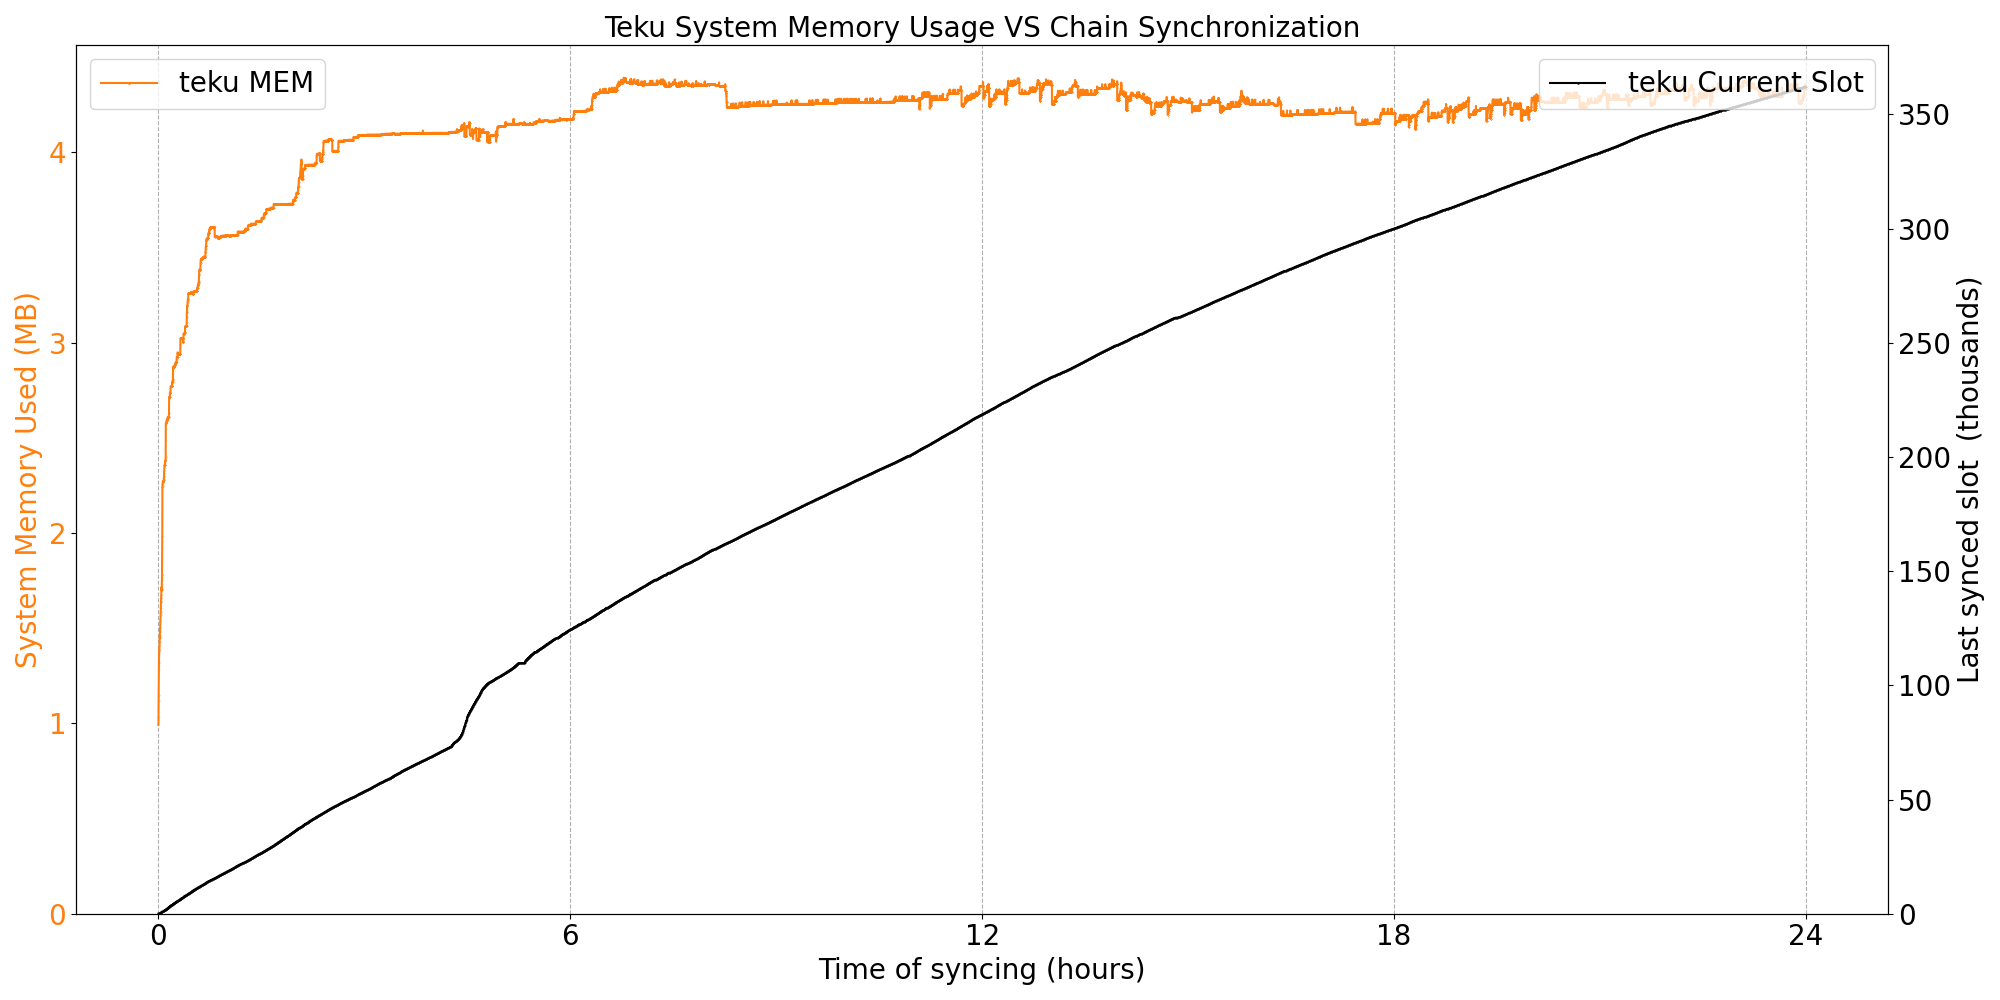 Teku System Memory Usage VS Chain Synchronization
teku MEM
teku Current Slot
System Memory Used (MB)
4
3
2
1
0
350
300
250
200
150
100
50
0
Last synced slot (thousands)
0 6 12 18 24
Time of syncing (hours)